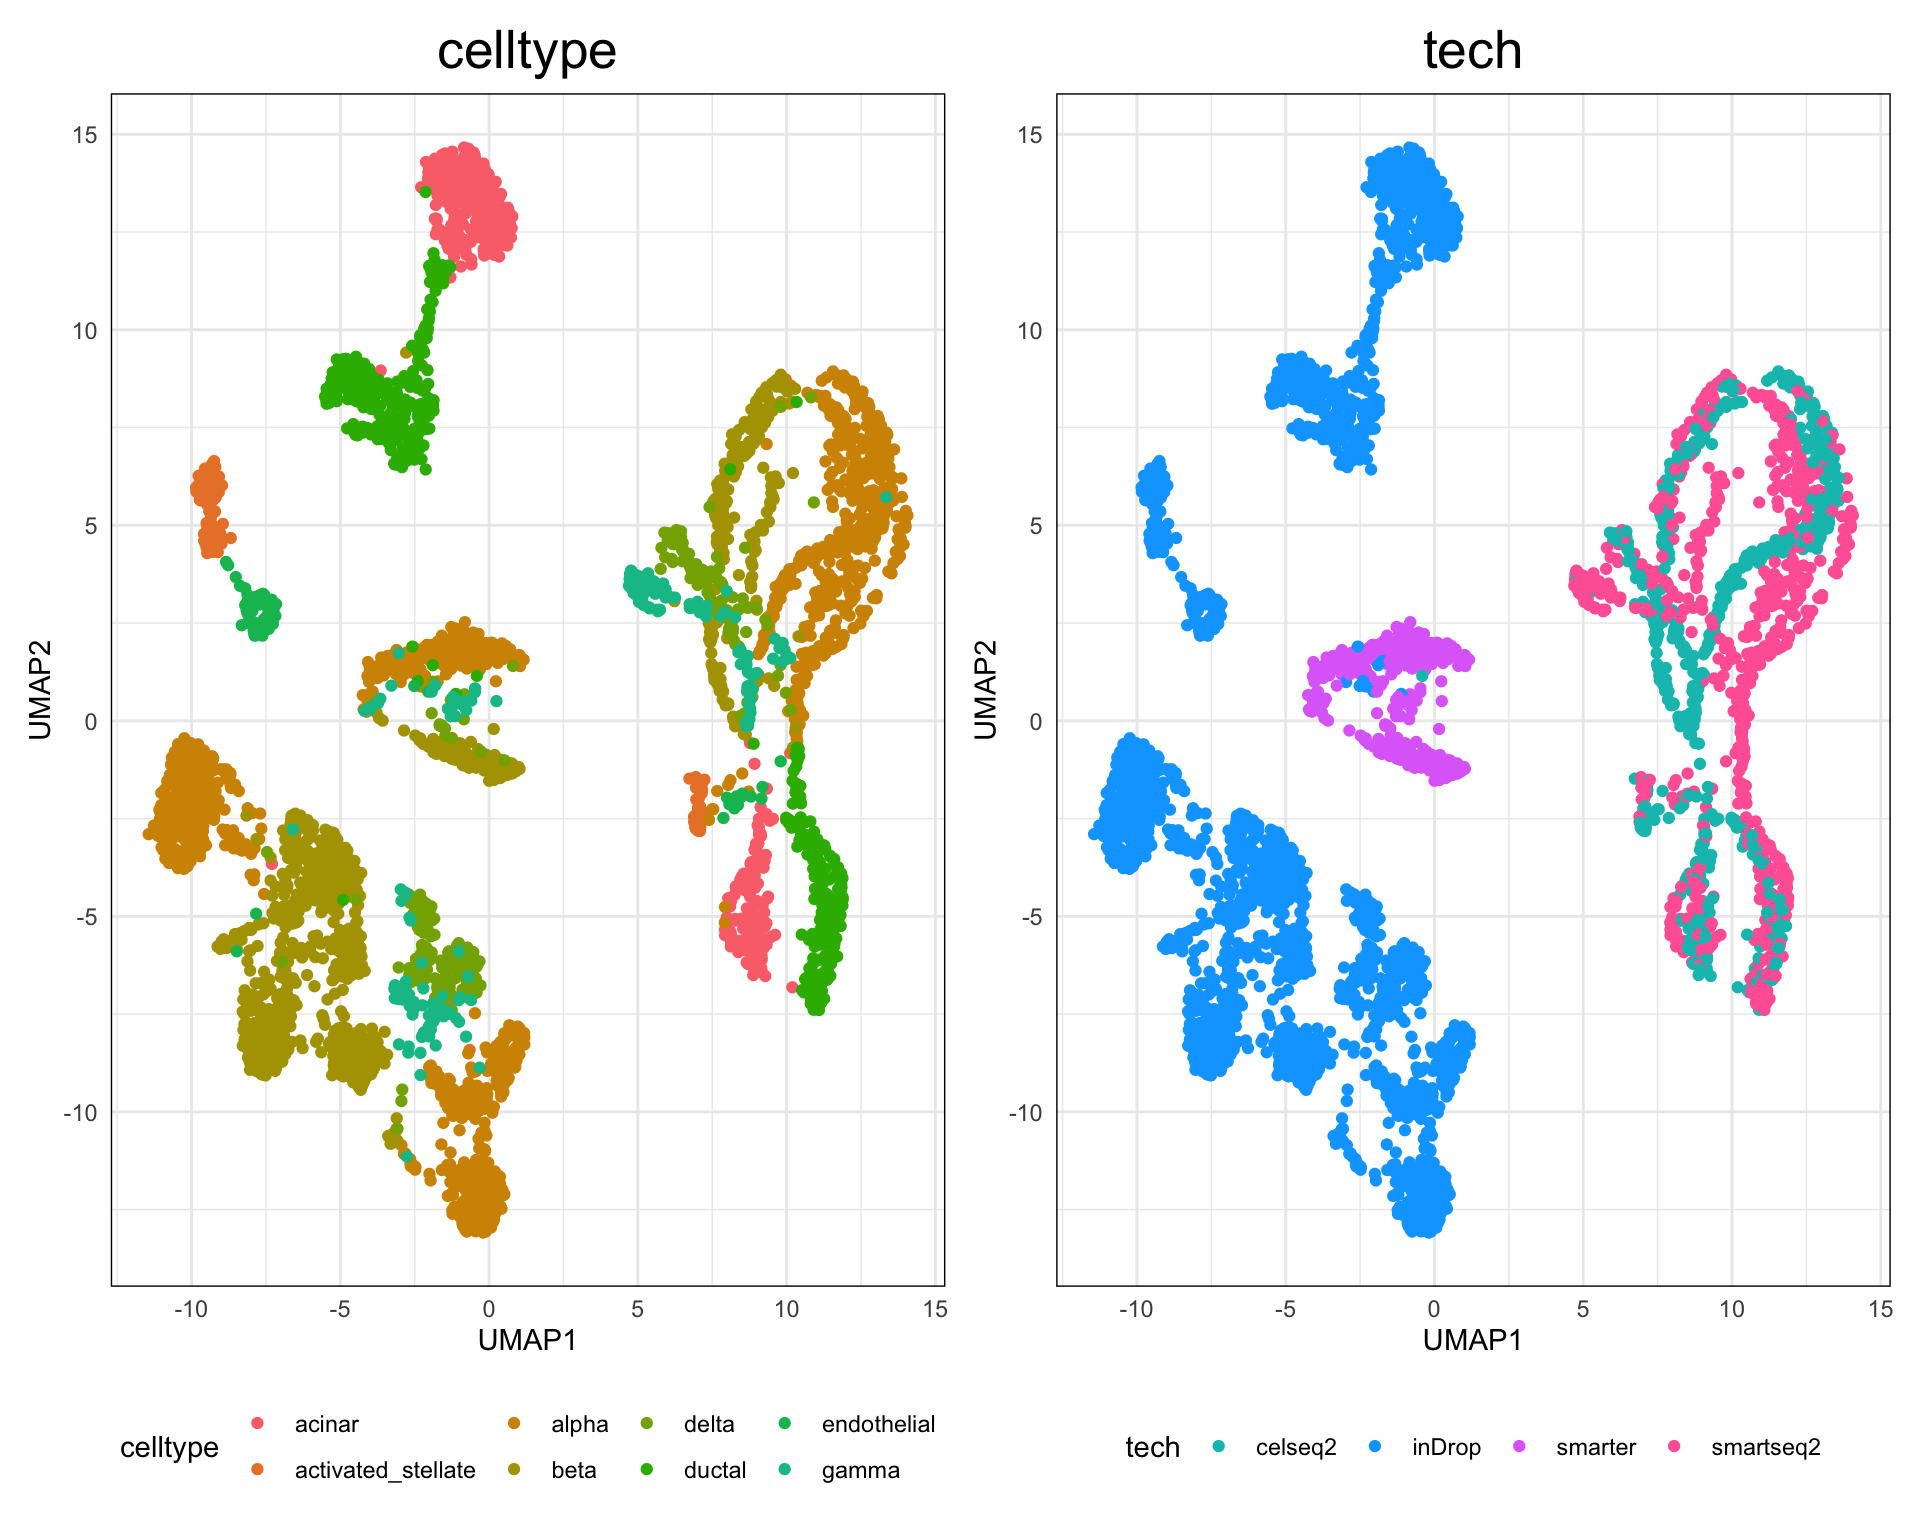 celltype
tech
15
10
5
0
-5
-10
UMAP2
-10 -5 0 5 10 15
UMAP1
15
10
5
0
-5
-10
UMAP2
-10 -5 0 5 10 15
UMAP1
celltype
acinar alpha delta endothelial
activated_stellate beta ductal gamma
tech celseq2 inDrop smarter smartseq2